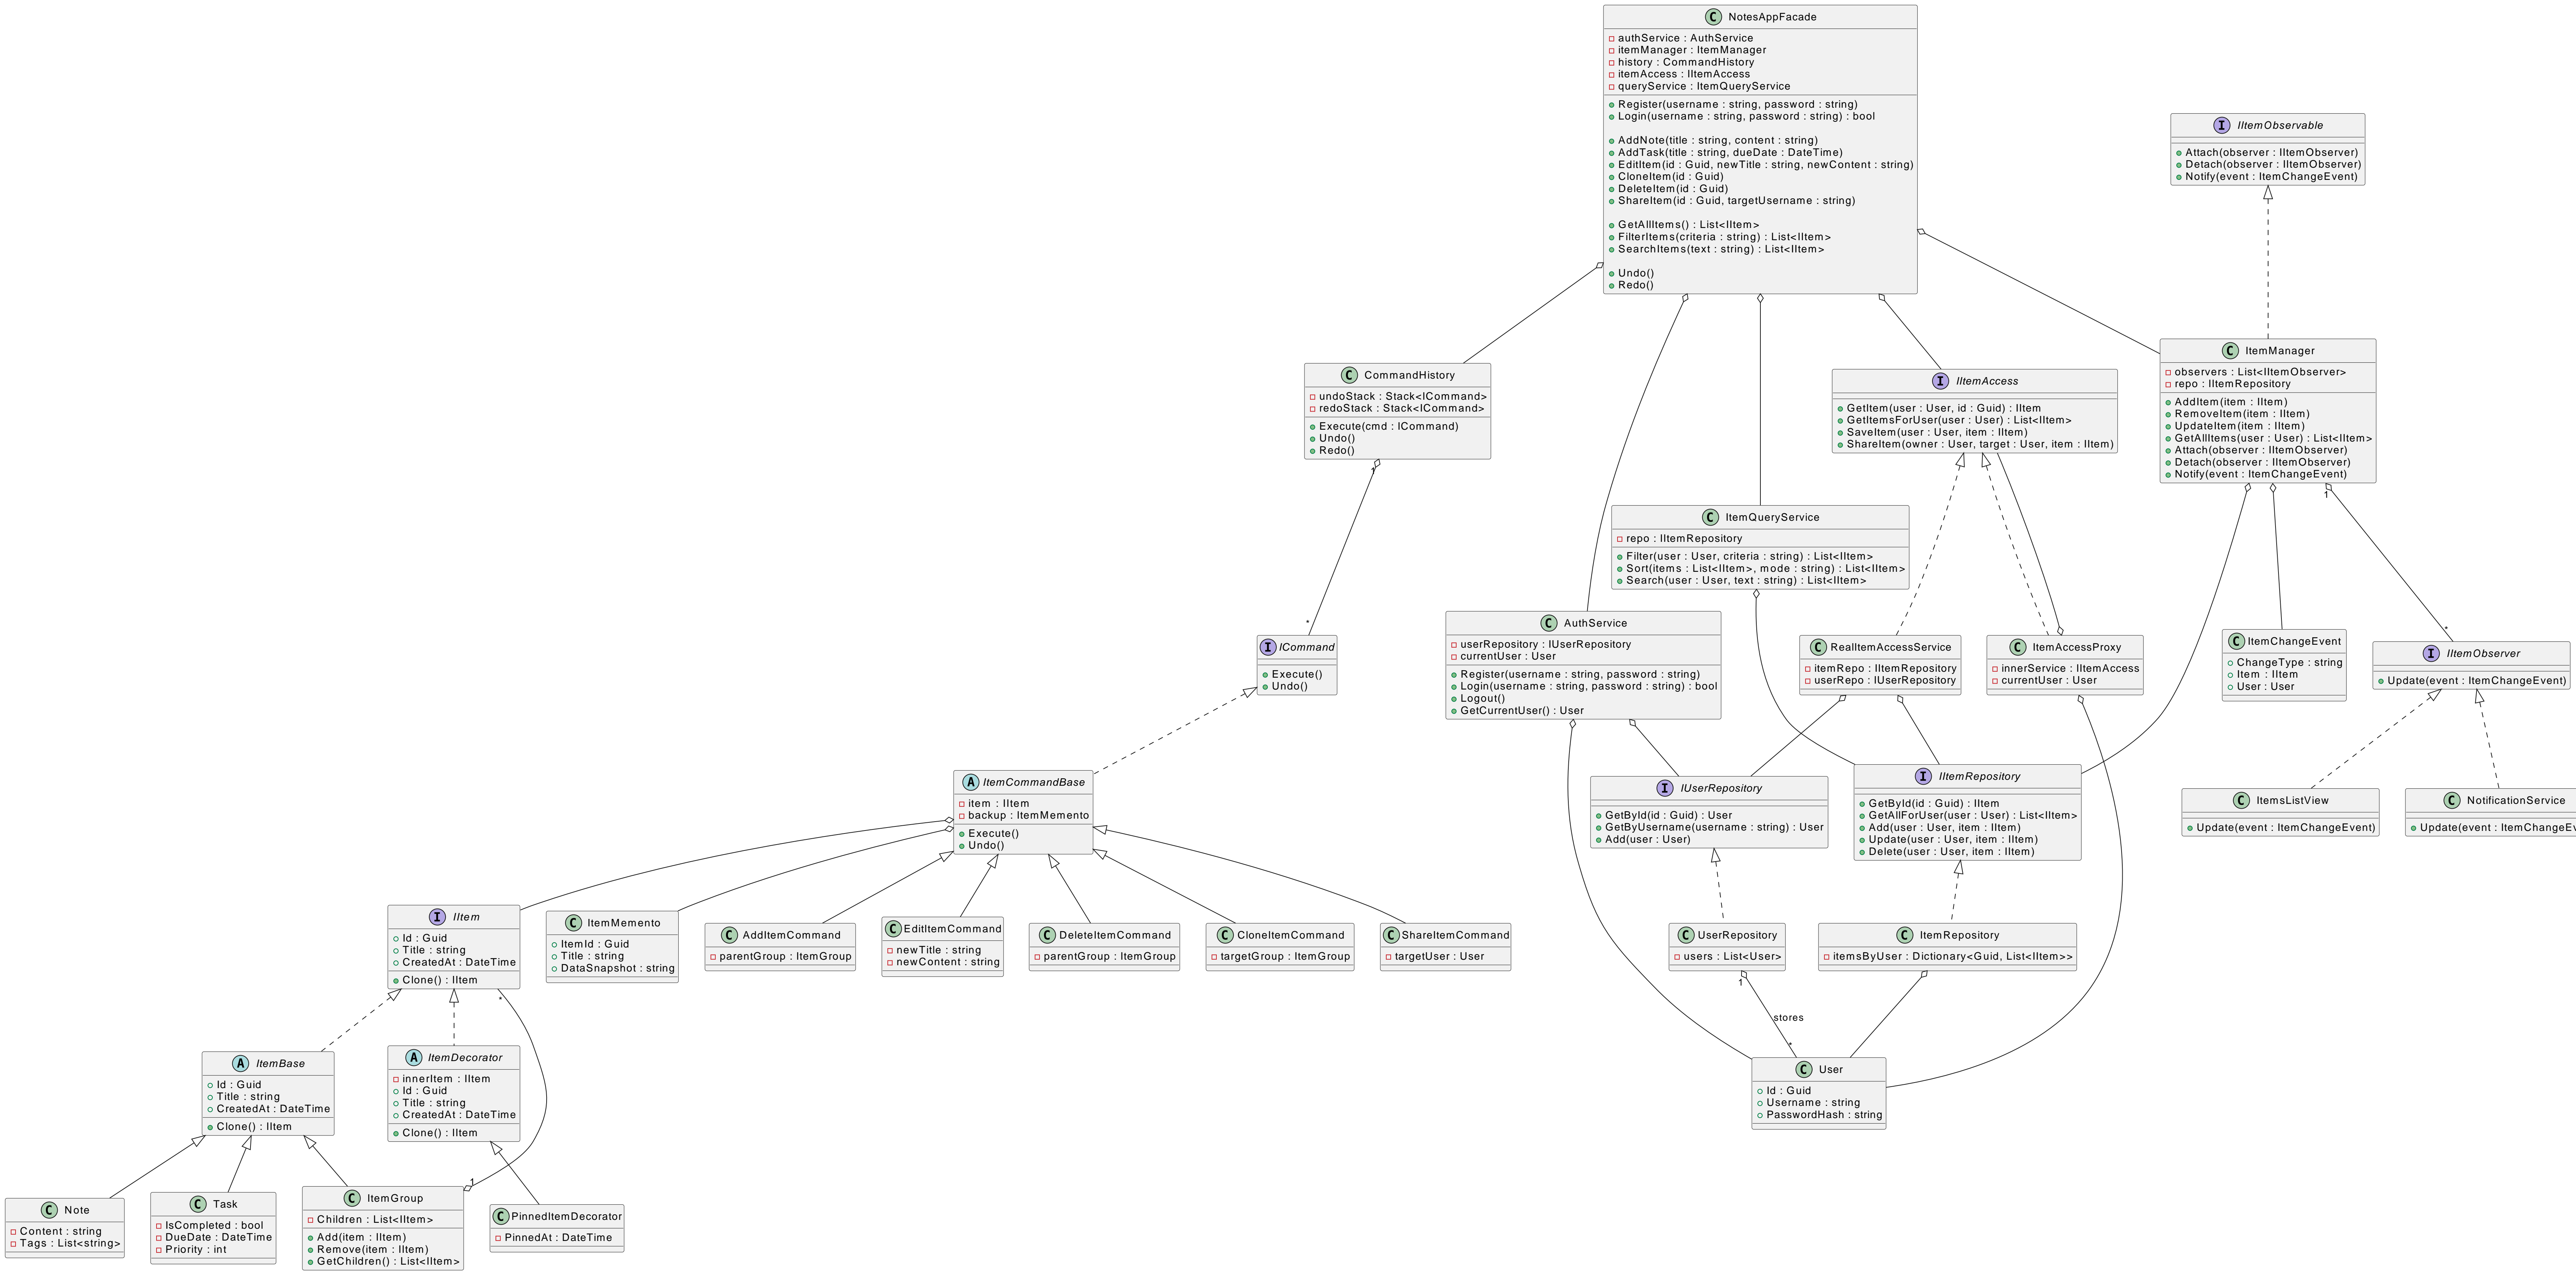 C NotesAppFacade
authService : AuthService
itemManager : ItemManager
history : CommandHistory
itemAccess : IItemAccess
queryService : ItemQueryService
Register(username : string, password : string)
Login(username : string, password : string) : bool
AddNote(title : string, content : string)
AddTask(title : string, dueDate : DateTime)
EditItem(id : Guid, newTitle : string, newContent : string)
CloneItem(id : Guid)
DeleteItem(id : Guid)
ShareItem(id : Guid, targetUsername : string)
GetAllItems() : List<IItem>
FilterItems(criteria : string) : List<IItem>
SearchItems(text : string) : List<IItem>
Undo()
Redo()
I IItemObservable
Attach(observer : IItemObserver)
Detach(observer : IItemObserver)
Notify(event : ItemChangeEvent)
C CommandHistory
undoStack : Stack<ICommand>
redoStack : Stack<ICommand>
Execute(cmd : ICommand)
Undo()
Redo()
1
*
I IItemAccess
GetItem(user : User, id : Guid) : IItem
GetItemsForUser(user : User) : List<IItem>
SaveItem(user : User, item : IItem)
ShareItem(owner : User, target : User, item : IItem)
C ItemManager
observers : List<IItemObserver>
repo : IItemRepository
AddItem(item : IItem)
RemoveItem(item : IItem)
UpdateItem(item : IItem)
GetAllItems(user : User) : List<IItem>
Attach(observer : IItemObserver)
Detach(observer : IItemObserver)
Notify(event : ItemChangeEvent)
1
*
C ItemQueryService
repo : IItemRepository
Filter(user : User, criteria : string) : List<IItem>
Sort(items : List<IItem>, mode : string) : List<IItem>
Search(user : User, text : string) : List<IItem>
I ICommand
Execute()
Undo()
C AuthService
userRepository : IUserRepository
currentUser : User
Register(username : string, password : string)
Login(username : string, password : string) : bool
Logout()
GetCurrentUser() : User
C RealItemAccessService
itemRepo : IItemRepository
userRepo : IUserRepository
C ItemAccessProxy
innerService : IItemAccess
currentUser : User
C ItemChangeEvent
ChangeType : string
Item : IItem
User : User
I IItemObserver
Update(event : ItemChangeEvent)
A ItemCommandBase
item : IItem
backup : ItemMemento
Execute()
Undo()
I IUserRepository
GetById(id : Guid) : User
GetByUsername(username : string) : User
Add(user : User)
I IItemRepository
GetById(id : Guid) : IItem
GetAllForUser(user : User) : List<IItem>
Add(user : User, item : IItem)
Update(user : User, item : IItem)
Delete(user : User, item : IItem)
C ItemsListView
Update(event : ItemChangeEvent)
C NotificationService
Update(event : ItemChangeEv
I IItem
Id : Guid
Title : string
CreatedAt : DateTime
Clone() : IItem
*
C ItemMemento
ItemId : Guid
Title : string
DataSnapshot : string
C AddItemCommand
parentGroup : ItemGroup
C EditItemCommand
newTitle : string
newContent : string
C DeleteItemCommand
parentGroup : ItemGroup
C CloneItemCommand
targetGroup : ItemGroup
C ShareItemCommand
targetUser : User
C UserRepository
users : List<User>
1
stores
*
C ItemRepository
itemsByUser : Dictionary<Guid, List<IItem>>
A ItemBase
Id : Guid
Title : string
CreatedAt : DateTime
Clone() : IItem
A ItemDecorator
innerItem : IItem
Id : Guid
Title : string
CreatedAt : DateTime
Clone() : IItem
C User
Id : Guid
Username : string
PasswordHash : string
C Note
Content : string
Tags : List<string>
C Task
IsCompleted : bool
DueDate : DateTime
Priority : int
C ItemGroup
Children : List<IItem>
Add(item : IItem)
Remove(item : IItem)
GetChildren() : List<IItem>
1
C PinnedItemDecorator
PinnedAt : DateTime